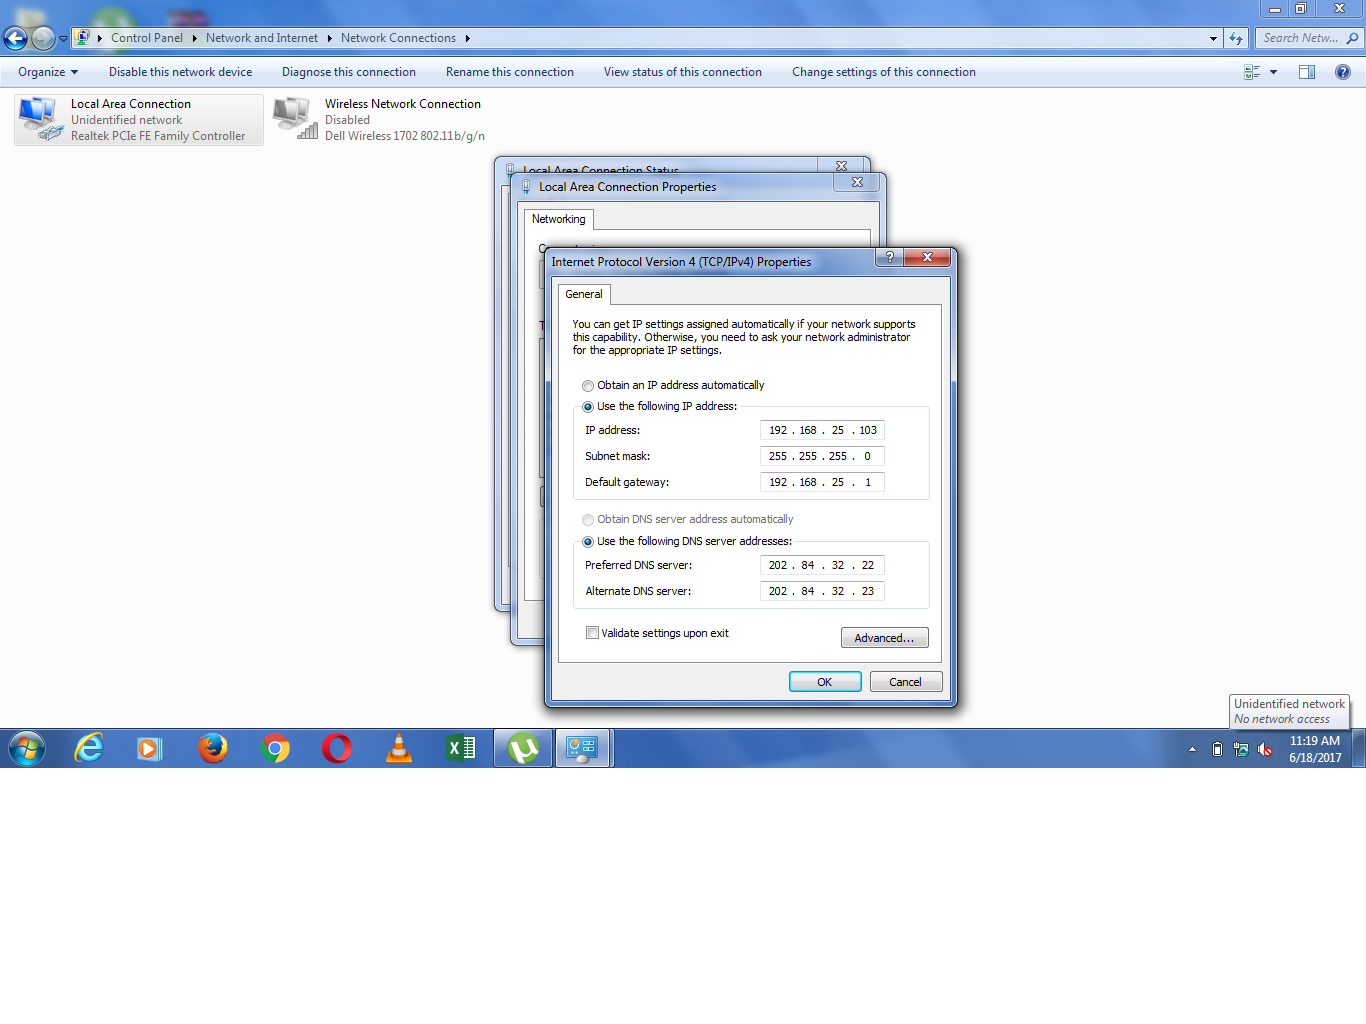 Control Panel Network and Internet Network Connections
Search Netw...
Organize Disable this network device Diagnose this connection Rename this connection View status of this connection Change settings of this connection
Local Area Connection
Unidentified network
Realtek PCIe FE Family Controller
Wireless Network Connection
Disabled
Dell Wireless 1702 802.11b/g/n
Local Area Connection Status
Local Area Connection Properties
Networking
Internet Protocol Version 4 (TCP/IPv4) Properties
General
You can get IP settings assigned automatically if your network supports
this capability. Otherwise, you need to ask your network administrator
for the appropriate IP settings.
Obtain an IP address automatically
Use the following IP address:
IP address: 192 . 168 . 25 . 103
Subnet mask: 255 . 255 . 255 . 0
Default gateway: 192 . 168 . 25 . 1
Obtain DNS server address automatically
Use the following DNS server addresses:
Preferred DNS server: 202 . 84 . 32 . 22
Alternate DNS server: 202 . 84 . 32 . 23
Validate settings upon exit
Advanced...
OK Cancel
Unidentified network
No network access
11:19 AM
6/18/2017